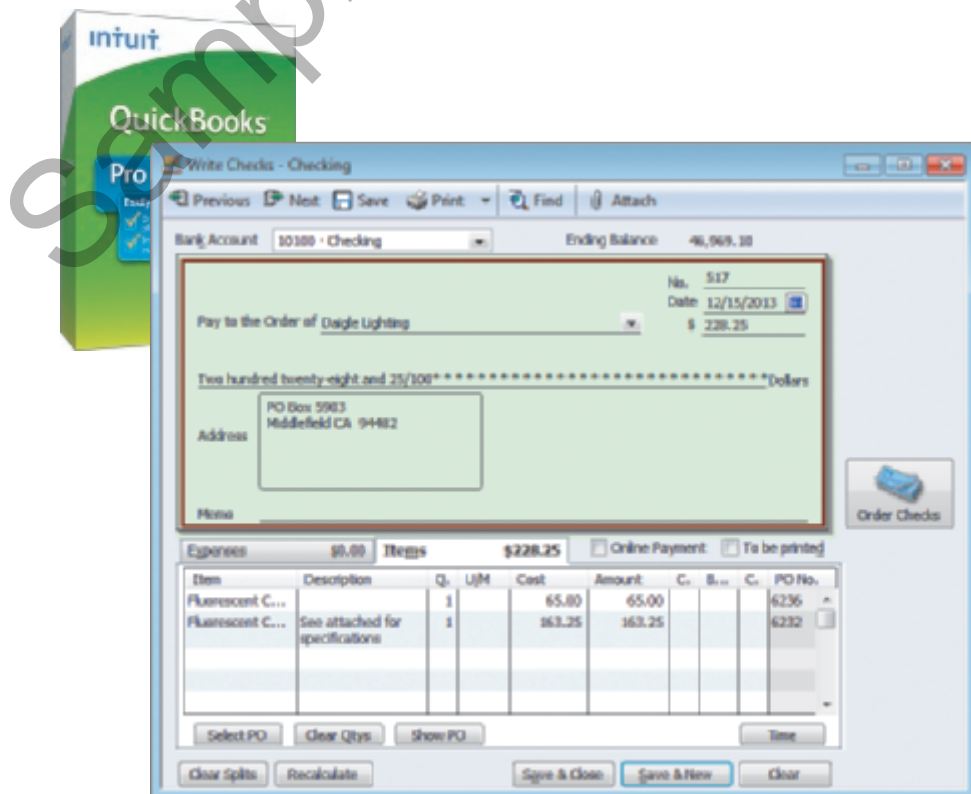 Sample
intuit
QuickBooks
Pro
Write Checks - Checking
Previous Next Save Print Find Attach
Bank Account 10100 · Checking Ending Balance 46,969.10
No. 517
Date 12/15/2013
Pay to the Order of Daigle Lighting $ 228.25
Two hundred twenty-eight and 25/100* * * * * * * * * * * * * * * * * * * * * * * * * * * * * * * *Dollars
PO Box 5903
Middlefield CA 94482
Address
Memo
Order Checks
Expenses $0.00 Items $228.25 Online Payment To be printed
Item Description Q. U/M Cost Amount C. B... C. PO No.
Fluorescent C... 1 65.00 65.00 6236
Fluorescent C... See attached for 1 163.25 163.25 6232
specifications
Select PO Clear Qtys Show PO Time
Clear Splits Recalculate Save & Close Save & New Clear